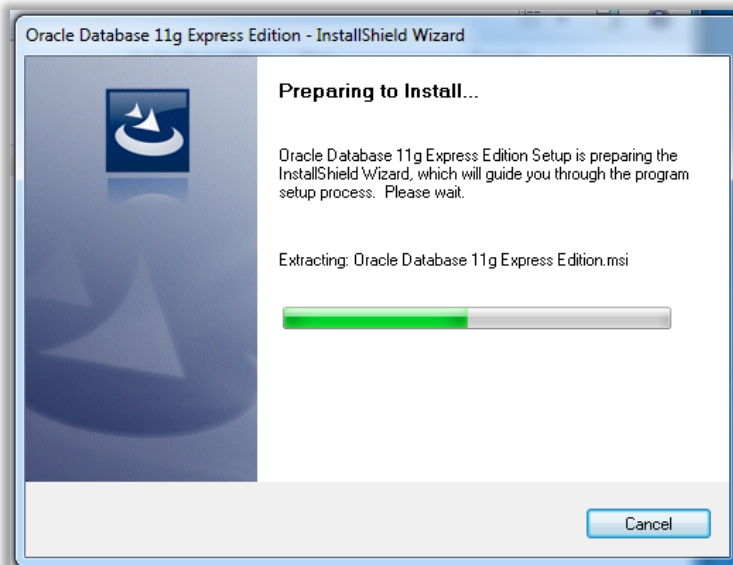 Oracle Database 11g Express Edition - InstallShield Wizard
Preparing to Install...
Oracle Database 11g Express Edition Setup is preparing the
InstallShield Wizard, which will guide you through the program
setup process.  Please wait.
Extracting: Oracle Database 11g Express Edition.msi
Cancel